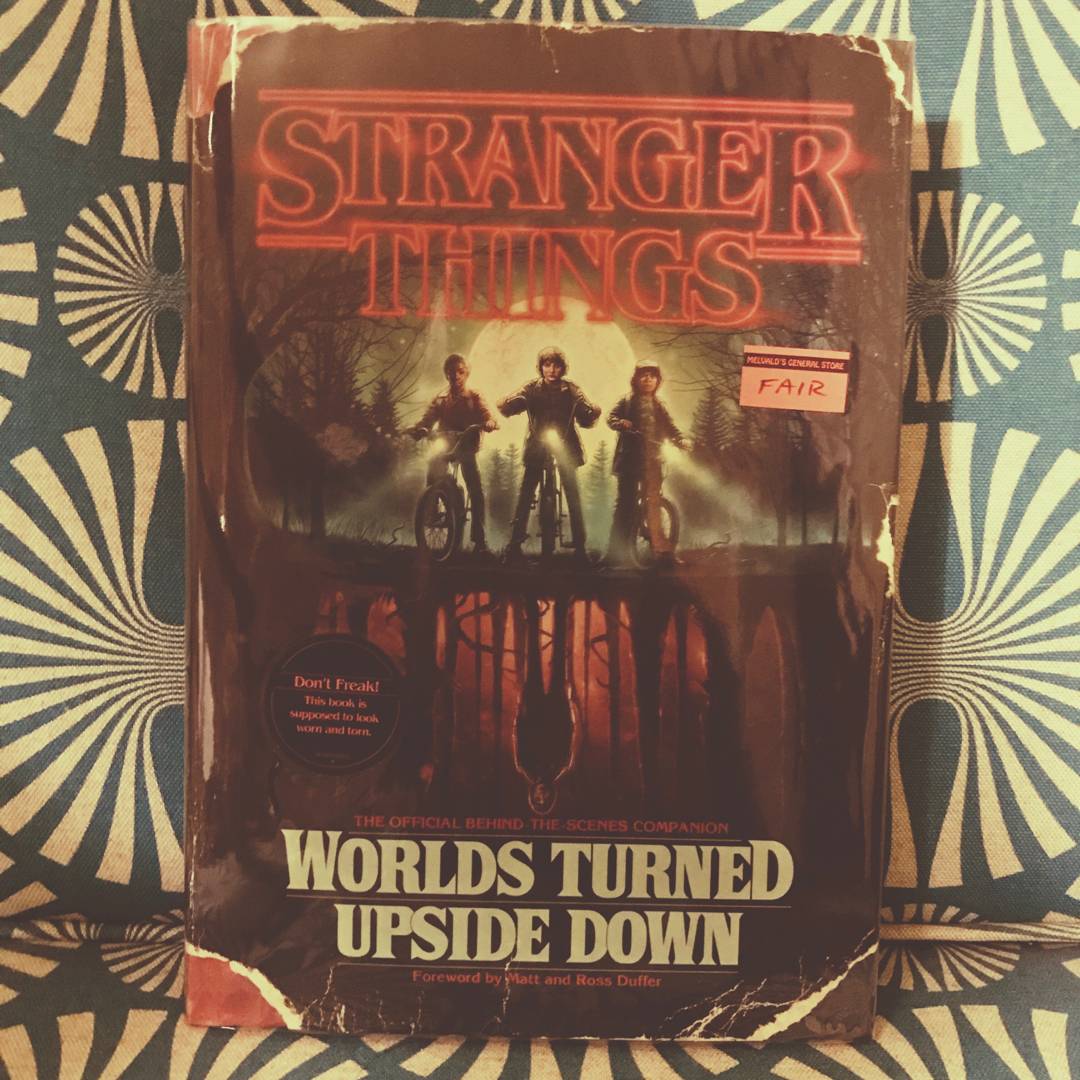 STRANGER
THINGS
MELVALD'S GENERAL STORE
FAIR
Don't Freak!
This book is
supposed to look
worn and torn.
THE OFFICIAL BEHIND-THE-SCENES COMPANION
WORLDS TURNED
UPSIDE DOWN
Foreword by Matt and Ross Duffer